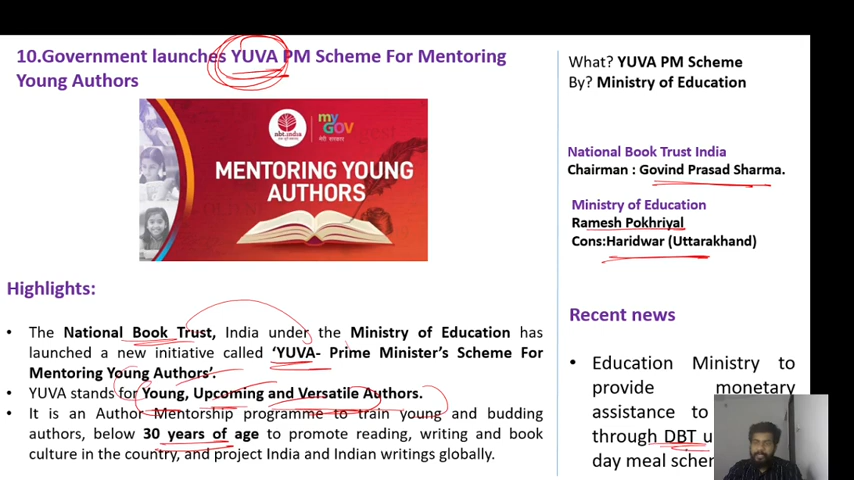 10.Government launches YUVA PM Scheme For Mentoring
Young Authors
nbt.india
my
GOV
मेरी सरकार
MENTORING YOUNG
AUTHORS
Highlights:
• The National Book Trust, India under the Ministry of Education has
launched a new initiative called ‘YUVA- Prime Minister’s Scheme For
Mentoring Young Authors’.
• YUVA stands for Young, Upcoming and Versatile Authors.
• It is an Author Mentorship programme to train young and budding
authors, below 30 years of age to promote reading, writing and book
culture in the country, and project India and Indian writings globally.
What? YUVA PM Scheme
By? Ministry of Education
National Book Trust India
Chairman : Govind Prasad Sharma.
Ministry of Education
Ramesh Pokhriyal
Cons:Haridwar (Uttarakhand)
Recent news
• Education Ministry to
provide monetary
assistance to
through DBT u
day meal sche